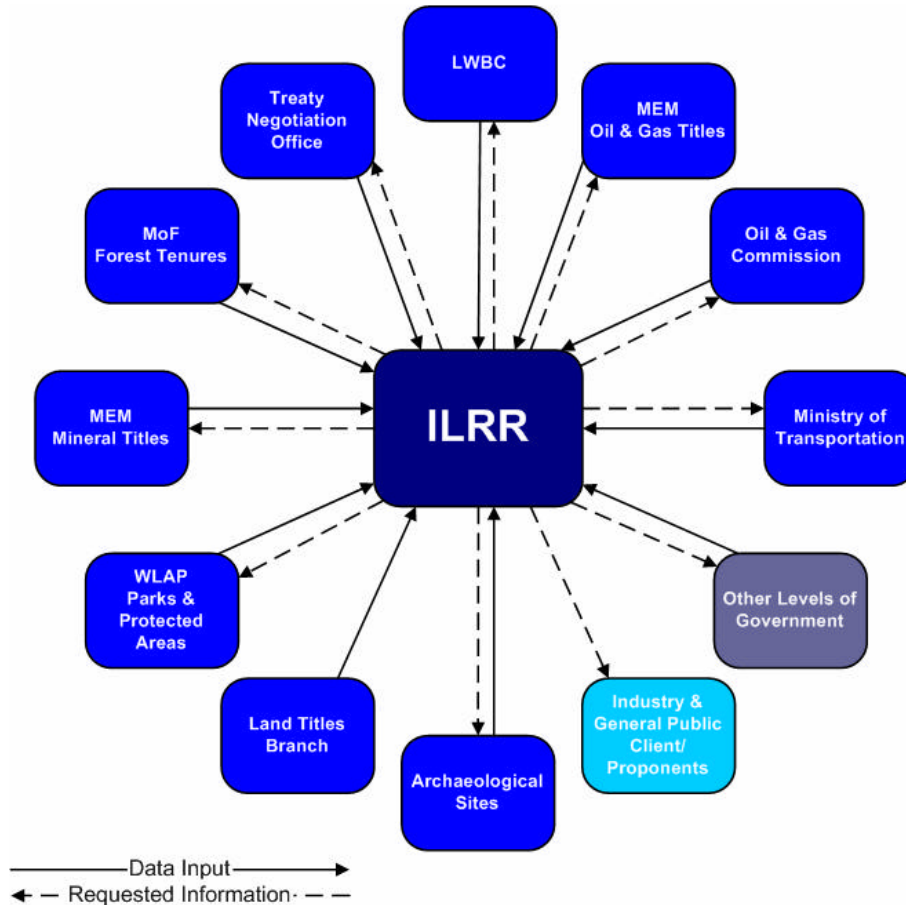 LWBC
Treaty
Negotiation
Office
MEM
Oil & Gas Titles
MoF
Forest Tenures
Oil & Gas
Commission
MEM
Mineral Titles
ILRR
Ministry of
Transportation
WLAP
Parks &
Protected
Areas
Other Levels of
Government
Land Titles
Branch
Industry &
General Public
Client/
Proponents
Archaeological
Sites
Data Input
Requested Information